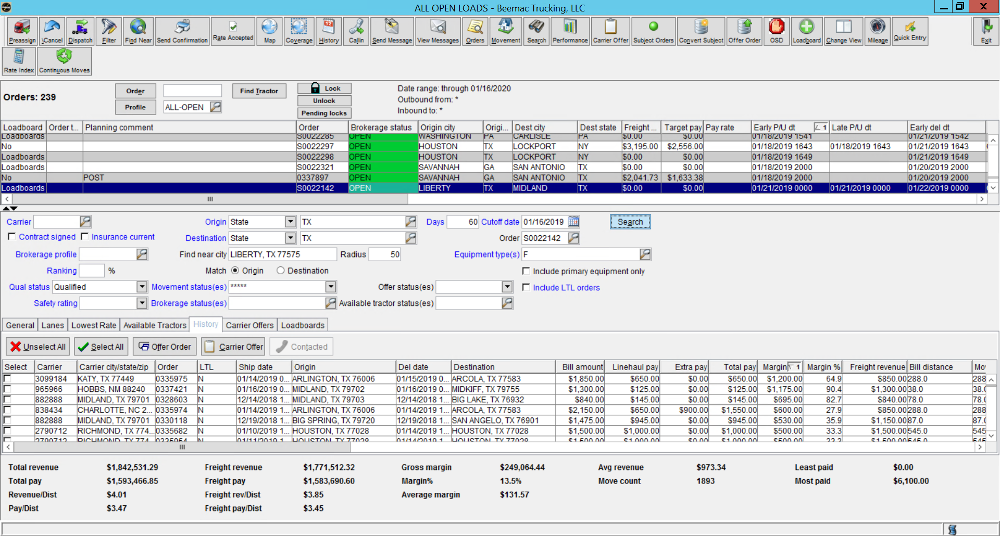 ALL OPEN LOADS - Beemac Trucking, LLC
Preassign Cancel Dispatch Filter Find Near Send Confirmation Rate Accepted Map Coverage History Callin Send Message View Messages Orders Movement Search Performance Carrier Offer Subject Orders Convert Subject Offer Order OSD Loadboard Change View Mileage Quick Entry Exit
Rate Index Continuous Moves
Orders: 239 Order Find Tractor Lock Date range: through 01/16/2020
Unlock Outbound from: *
Profile ALL-OPEN Pending locks Inbound to: *
Loadboard Order t... Planning comment Order Brokerage status Origin city Origi... Dest city Dest state Freight ... Target pay Pay rate Early P/U dt 1 Late P/U dt Early del dt
Loadboards S0022285 OPEN WASHINGTON PA CARLISLE PA $0.00 $0.00 01/18/2019 1541 01/21/2019 1542
No S0022297 OPEN HOUSTON TX LOCKPORT NY $3,195.00 $2,556.00 01/18/2019 1643 01/18/2019 1643 01/21/2019 1643
Loadboards S0022298 OPEN HOUSTON TX LOCKPORT NY $0.00 $0.00 01/18/2019 1649 01/21/2019 1649
Loadboards S0022321 OPEN SAVANNAH GA SAN ANTONIO TX $0.00 $0.00 01/18/2019 2000 01/20/2019 2000
No POST 0337897 OPEN SAVANNAH GA SAN ANTONIO TX $2,041.73 $1,633.38 01/18/2019 2000 01/20/2019 2000
Loadboards S0022142 OPEN LIBERTY TX MIDLAND TX $0.00 $0.00 01/21/2019 0000 01/21/2019 0000 01/22/2019 0000
Carrier Origin State TX Days 60 Cutoff date 01/16/2019 Search
Contract signed Insurance current Destination State TX Order S0022142
Brokerage profile Find near city LIBERTY, TX 77575 Radius 50 Equipment type(s) F
Ranking % Match Origin Destination Include primary equipment only
Qual status Qualified Movement status(es) ***** Offer status(es) Include LTL orders
Safety rating Brokerage status(es) Available tractor status(es)
General Lanes Lowest Rate Available Tractors History Carrier Offers Loadboards
Unselect All Select All Offer Order Carrier Offer Contacted
Select Carrier Carrier city/state/zip Order LTL Ship date Origin Del date Destination Bill amount Linehaul pay Extra pay Total pay Margin 1 Margin % Freight revenue Bill distance Mo
3099184 KATY, TX 77449 0335975 N 01/14/2019 0... ARLINGTON, TX 76006 01/15/2019 0... ARCOLA, TX 77583 $1,850.00 $650.00 $0.00 $650.00 $1,200.00 64.9 $850.00 288.0 288
965966 HOBBS, NM 88240 0337421 N 01/16/2019 0... MIDLAND, TX 79702 01/16/2019 0... MIDKIFF, TX 79755 $1,300.00 $125.00 $0.00 $125.00 $1,175.00 90.4 $1,300.00 38.0 38.0
882888 MIDLAND, TX 79701 0328603 N 12/14/2018 1... MIDLAND, TX 79703 12/14/2018 1... BIG LAKE, TX 76932 $840.00 $145.00 $0.00 $145.00 $695.00 82.7 $840.00 78.0 78.0
838434 CHARLOTTE, NC 2... 0335974 N 01/14/2019 1... ARLINGTON, TX 76006 01/14/2019 1... ARCOLA, TX 77583 $2,150.00 $650.00 $900.00 $1,550.00 $600.00 27.9 $850.00 288.0 288
882888 MIDLAND, TX 79701 0330118 N 12/19/2018 1... BIG SPRING, TX 79720 12/19/2018 1... SAN ANGELO, TX 76901 $1,475.00 $945.00 $0.00 $945.00 $530.00 35.9 $1,150.00 87.0 87.0
2790712 RICHMOND, TX 774... 0335682 N 01/10/2019 1... HOUSTON, TX 77028 01/14/2019 1... HOUSTON, TX 77028 $1,500.00 $1,000.00 $0.00 $1,000.00 $500.00 33.3 $1,500.00 545.0 545
2790712 RICHMOND, TX 774... 0335954 N 01/11/2019 1... HOUSTON, TX 77028 01/14/2019 1... HOUSTON, TX 77028 $1,500.00 $1,000.00 $0.00 $1,000.00 $500.00 33.3 $1,500.00 545.0 545
Total revenue $1,842,531.29 Freight revenue $1,771,512.32 Gross margin $249,064.44 Avg revenue $973.34 Least paid $0.00
Total pay $1,593,466.85 Freight pay $1,583,690.60 Margin% 13.5% Move count 1893 Most paid $6,100.00
Revenue/Dist $4.01 Freight rev/Dist $3.85 Average margin $131.57
Pay/Dist $3.47 Freight pay/Dist $3.45